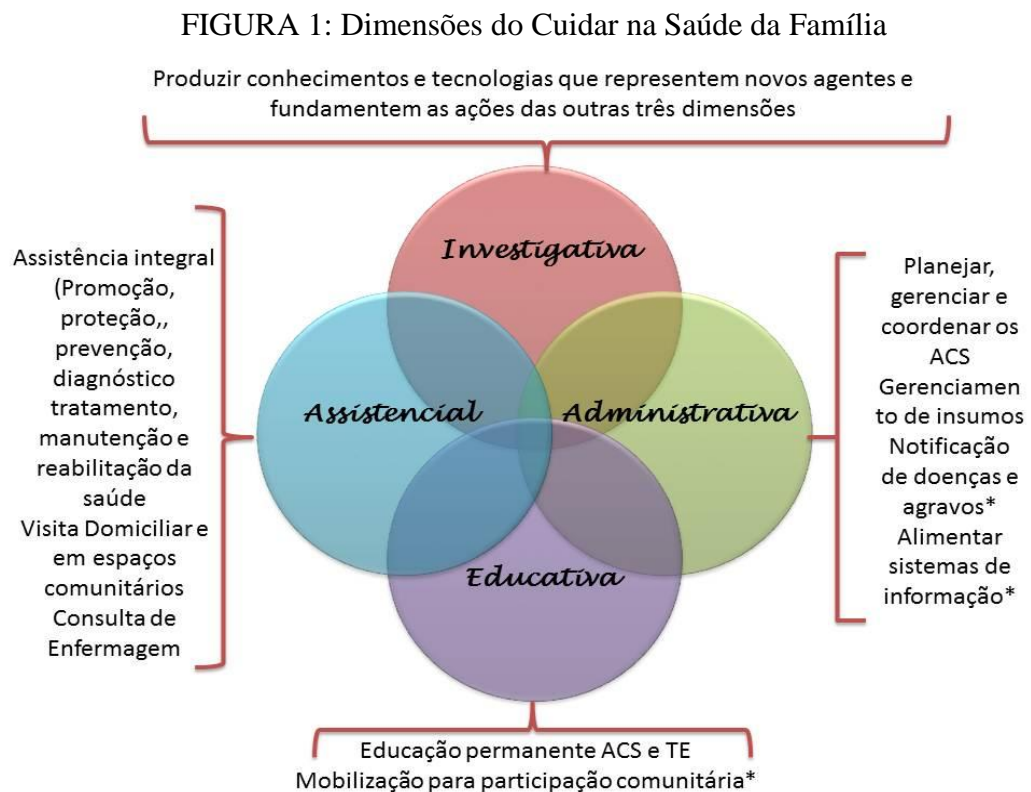 FIGURA 1: Dimensões do Cuidar na Saúde da Família
Produzir conhecimentos e tecnologias que representem novos agentes e
fundamentem as ações das outras três dimensões
Investigativa
Assistência integral
(Promoção,
proteção,,
prevenção,
diagnóstico
tratamento,
manutenção e
reabilitação da
saúde
Visita Domiciliar e
em espaços
comunitários
Consulta de
Enfermagem
Assistencial
Administrativa
Planejar,
gerenciar e
coordenar os
ACS
Gerenciamen
to de insumos
Notificação
de doenças e
agravos*
Alimentar
sistemas de
informação*
Educativa
Educação permanente ACS e TE
Mobilização para participação comunitária*